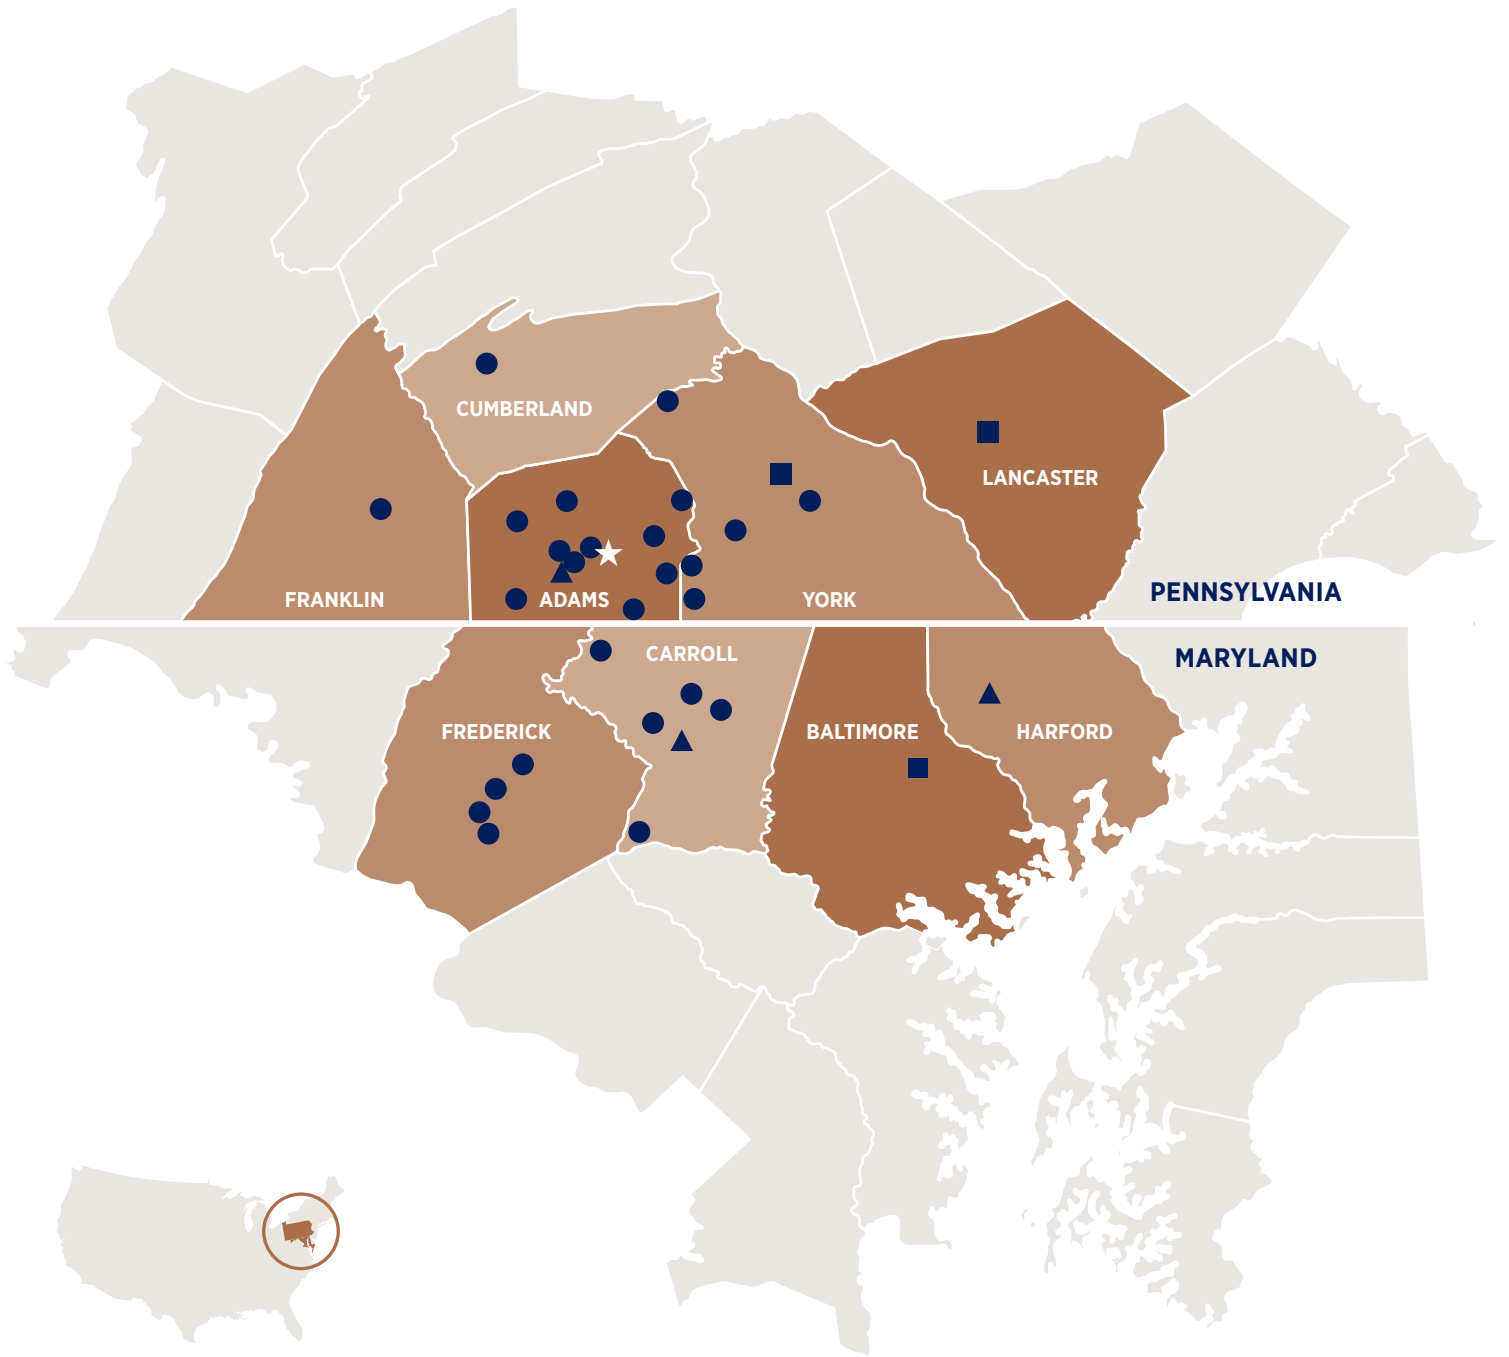 CUMBERLAND
LANCASTER
FRANKLIN
ADAMS
YORK
PENNSYLVANIA
CARROLL
MARYLAND
FREDERICK
BALTIMORE
HARFORD